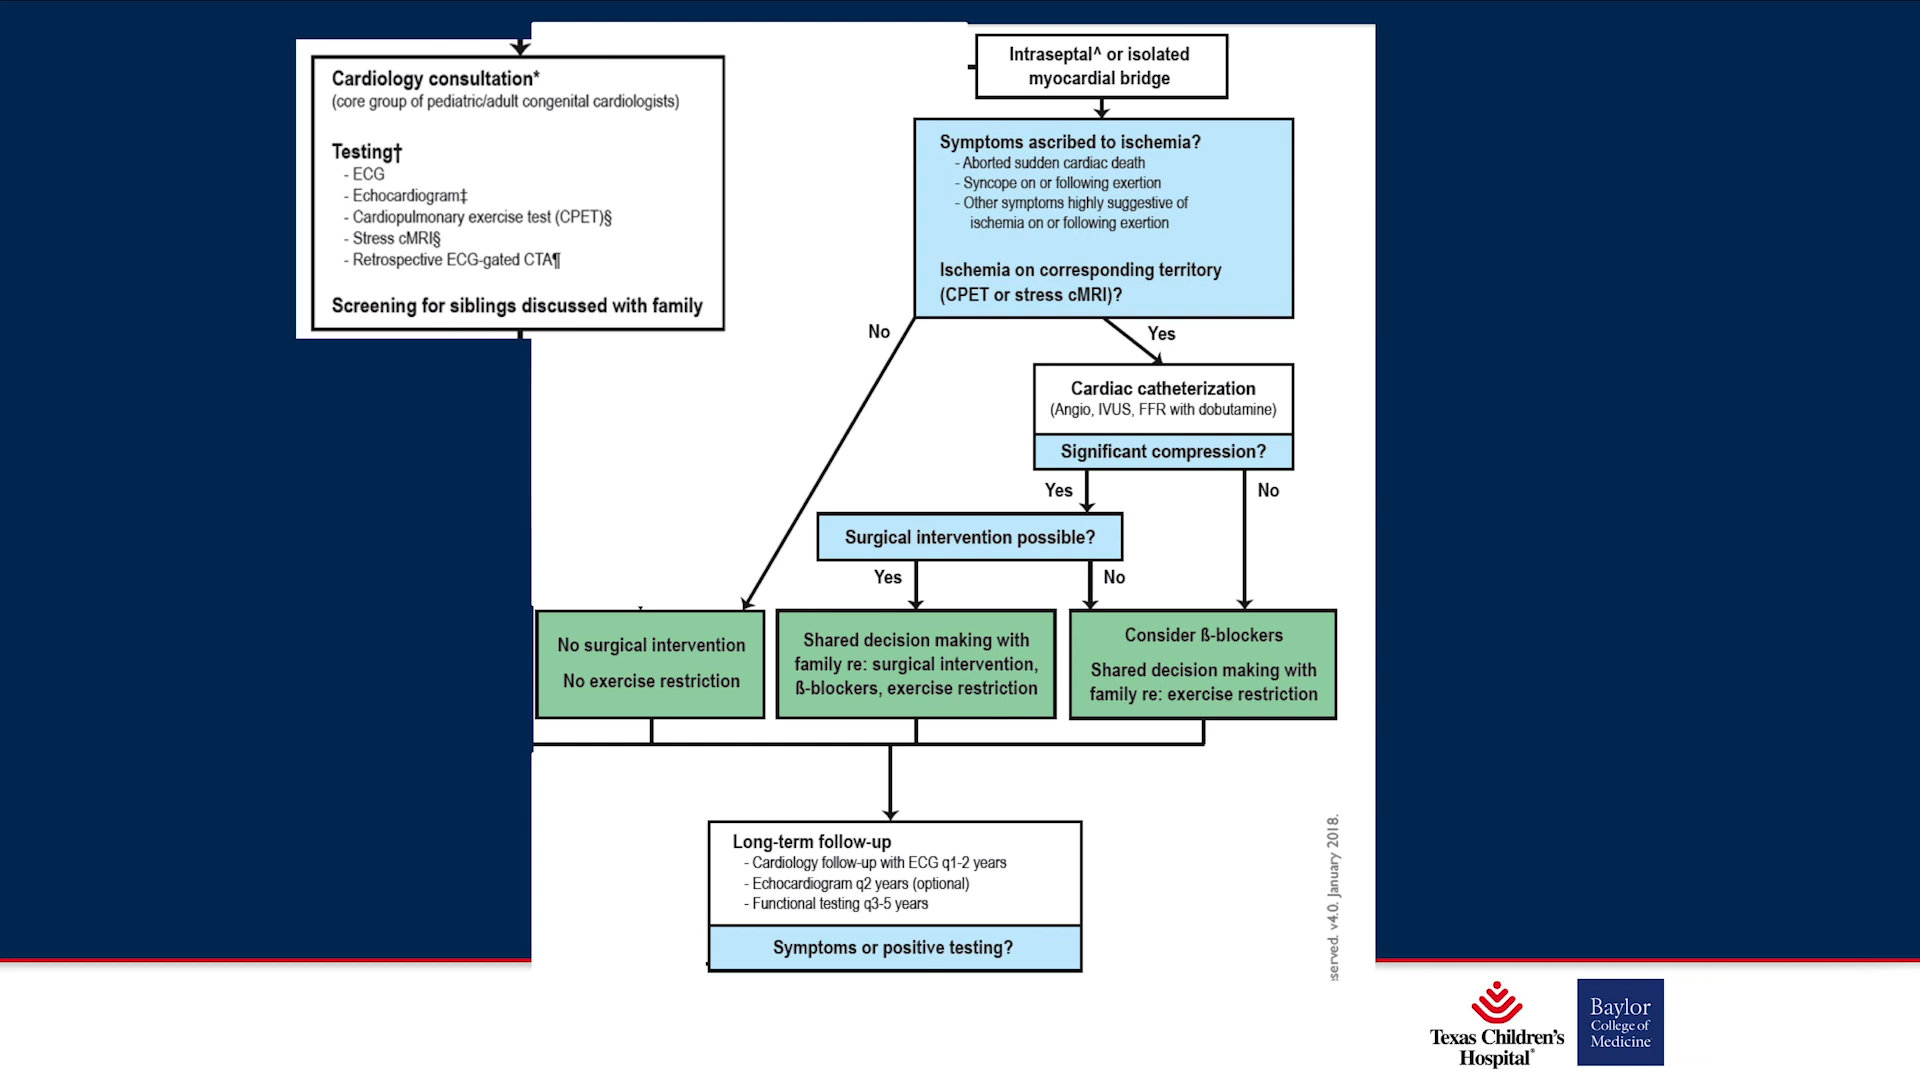 Cardiology consultation*
(core group of pediatric/adult congenital cardiologists)
Testing†
- ECG
- Echocardiogram‡
- Cardiopulmonary exercise test (CPET)§
- Stress cMRI§
- Retrospective ECG-gated CTA¶
Screening for siblings discussed with family
Intraseptal^ or isolated
myocardial bridge
Symptoms ascribed to ischemia?
- Aborted sudden cardiac death
- Syncope on or following exertion
- Other symptoms highly suggestive of
ischemia on or following exertion
Ischemia on corresponding territory
(CPET or stress cMRI)?
No
Yes
Cardiac catheterization
(Angio, IVUS, FFR with dobutamine)
Significant compression?
Yes
No
Surgical intervention possible?
Yes
No
No surgical intervention
No exercise restriction
Shared decision making with
family re: surgical intervention,
ß-blockers, exercise restriction
Consider ß-blockers
Shared decision making with
family re: exercise restriction
Long-term follow-up
- Cardiology follow-up with ECG q1-2 years
- Echocardiogram q2 years (optional)
- Functional testing q3-5 years
Symptoms or positive testing?
served. v4.0. January 2018.
Texas Children's
Hospital®
Baylor
College of
Medicine